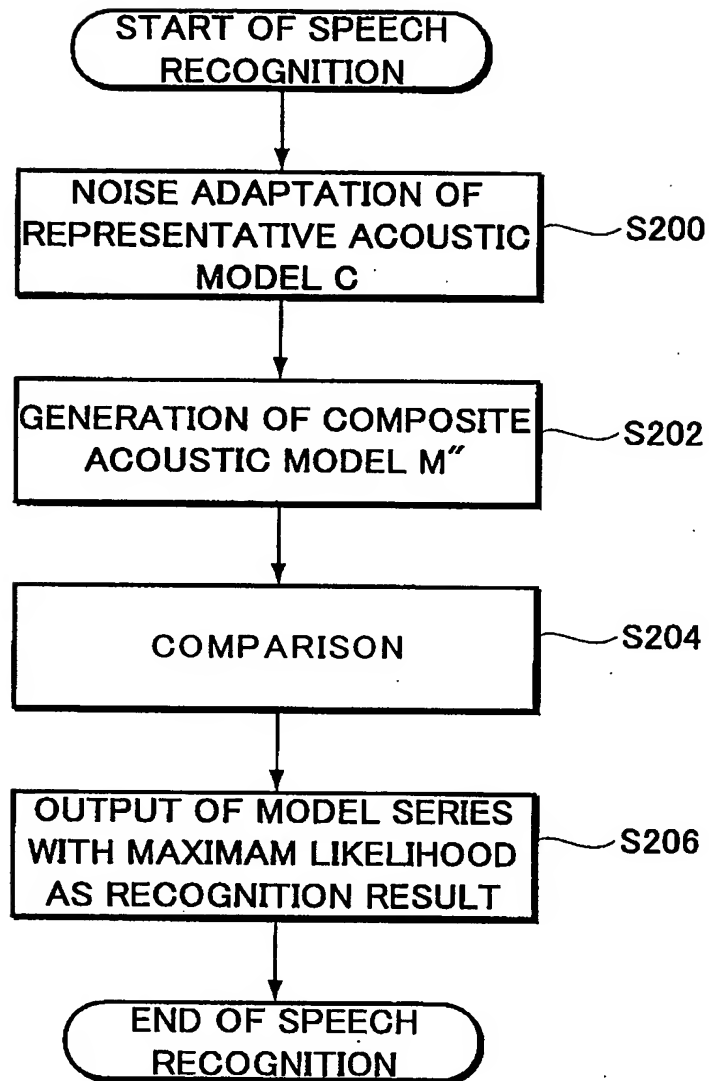 START OF SPEECH
RECOGNITION
NOISE ADAPTATION OF
REPRESENTATIVE ACOUSTIC
MODEL C
S200
GENERATION OF COMPOSITE
ACOUSTIC MODEL M″
S202
COMPARISON
S204
OUTPUT OF MODEL SERIES
WITH MAXIMAM LIKELIHOOD
AS RECOGNITION RESULT
S206
END OF SPEECH
RECOGNITION